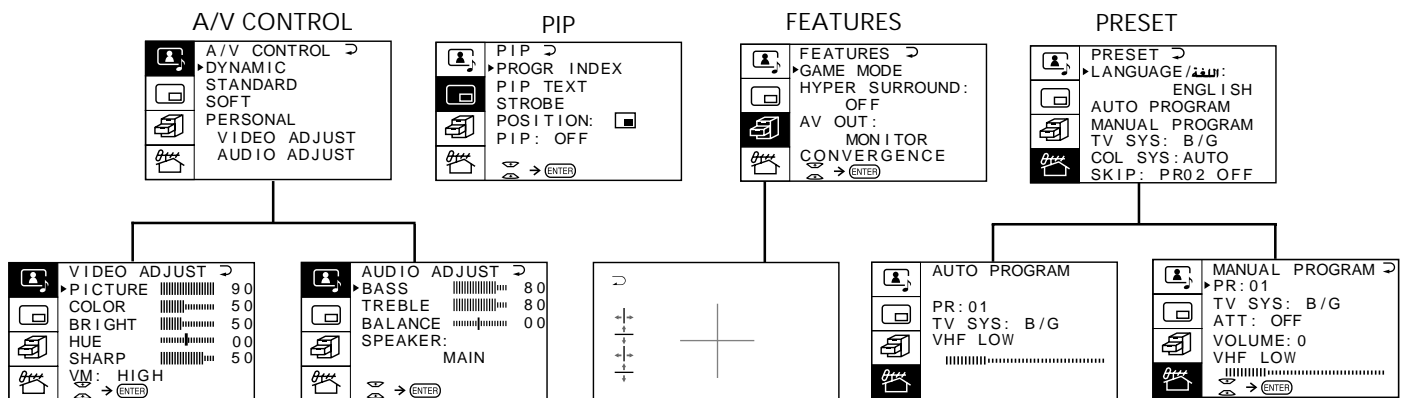 A/V CONTROL
PIP
FEATURES
PRESET
A/V CONTROL
DYNAMIC
STANDARD
SOFT
PERSONAL
VIDEO ADJUST
AUDIO ADJUST
PIP
PROGR INDEX
PIP TEXT
STROBE
POSITION:
PIP: OFF
ENTER
FEATURES
GAME MODE
HYPER SURROUND:
OFF
AV OUT:
MONITOR
CONVERGENCE
ENTER
PRESET
LANGUAGE/اللغة:
ENGLISH
AUTO PROGRAM
MANUAL PROGRAM
TV SYS: B/G
COL SYS:AUTO
SKIP: PR02 OFF
VIDEO ADJUST
PICTURE 90
COLOR 50
BRIGHT 50
HUE 00
SHARP 50
VM: HIGH
ENTER
AUDIO ADJUST
BASS 80
TREBLE 80
BALANCE 00
SPEAKER:
MAIN
ENTER
AUTO PROGRAM
PR:01
TV SYS: B/G
VHF LOW
MANUAL PROGRAM
PR:01
TV SYS: B/G
ATT: OFF
VOLUME:0
VHF LOW
ENTER